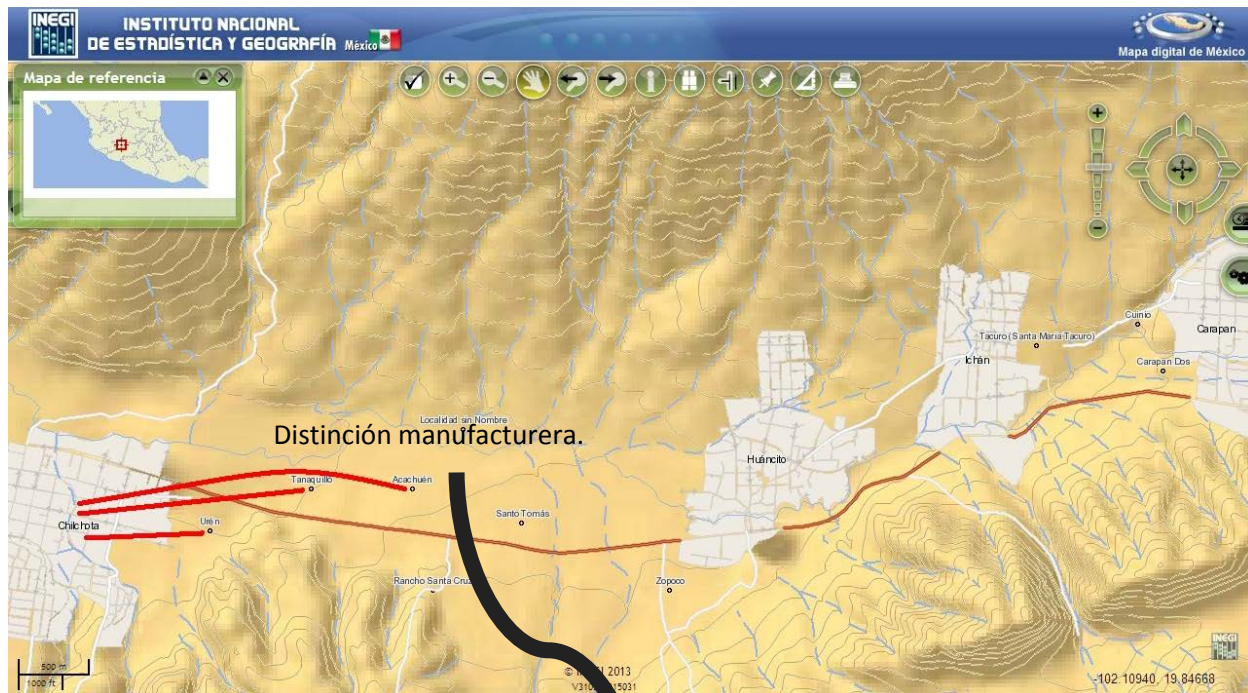 INEGI
INSTITUTO NACIONAL
DE ESTADÍSTICA Y GEOGRAFÍA México
Mapa digital de México
Mapa de referencia
Cuinio
Carapan
Tacuro (Santa María Tacuro)
Ichán
Carapan Dos
Localidad sin Nombre
Distinción manufacturera.
Huáncito
Tanaquillo
Acachuén
Santo Tomás
Chilchota
Urén
Rancho Santa Cruz
Zopoco
INEGI
500 m
1000 ft
2013
-102.10940, 19.84668